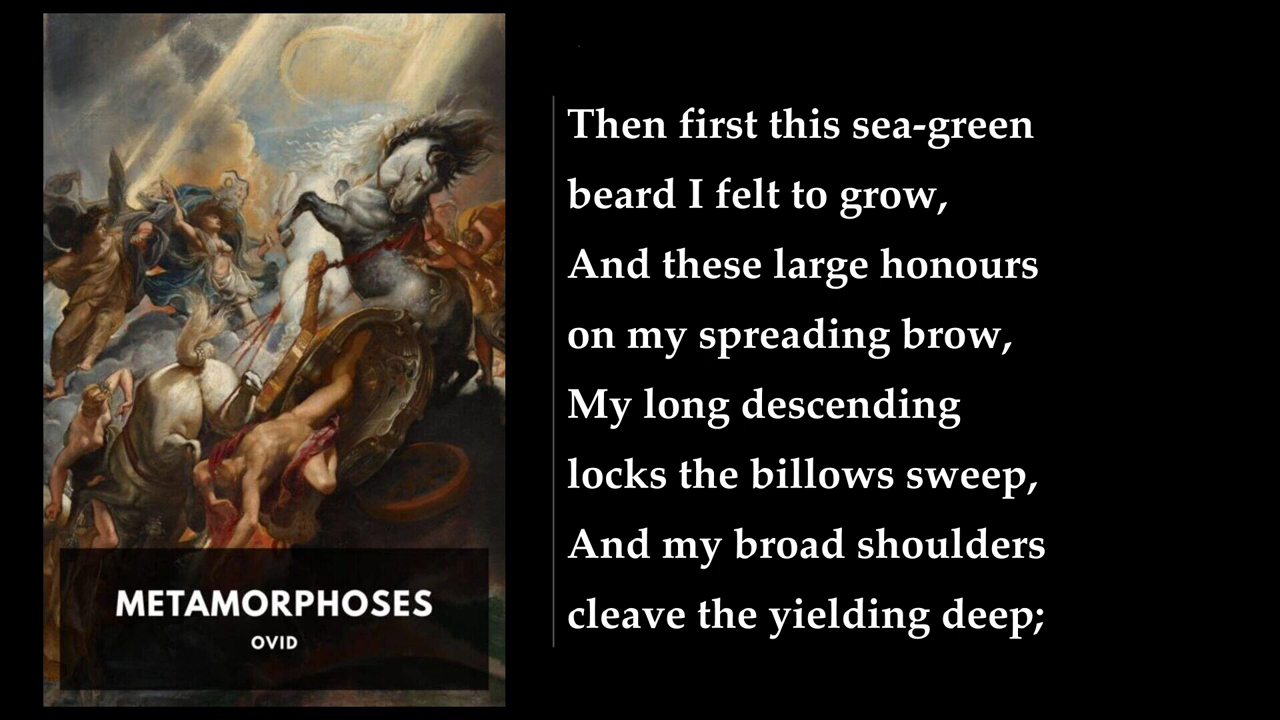 METAMORPHOSES
OVID
Then first this sea-green
beard I felt to grow,
And these large honours
on my spreading brow,
My long descending
locks the billows sweep,
And my broad shoulders
cleave the yielding deep;